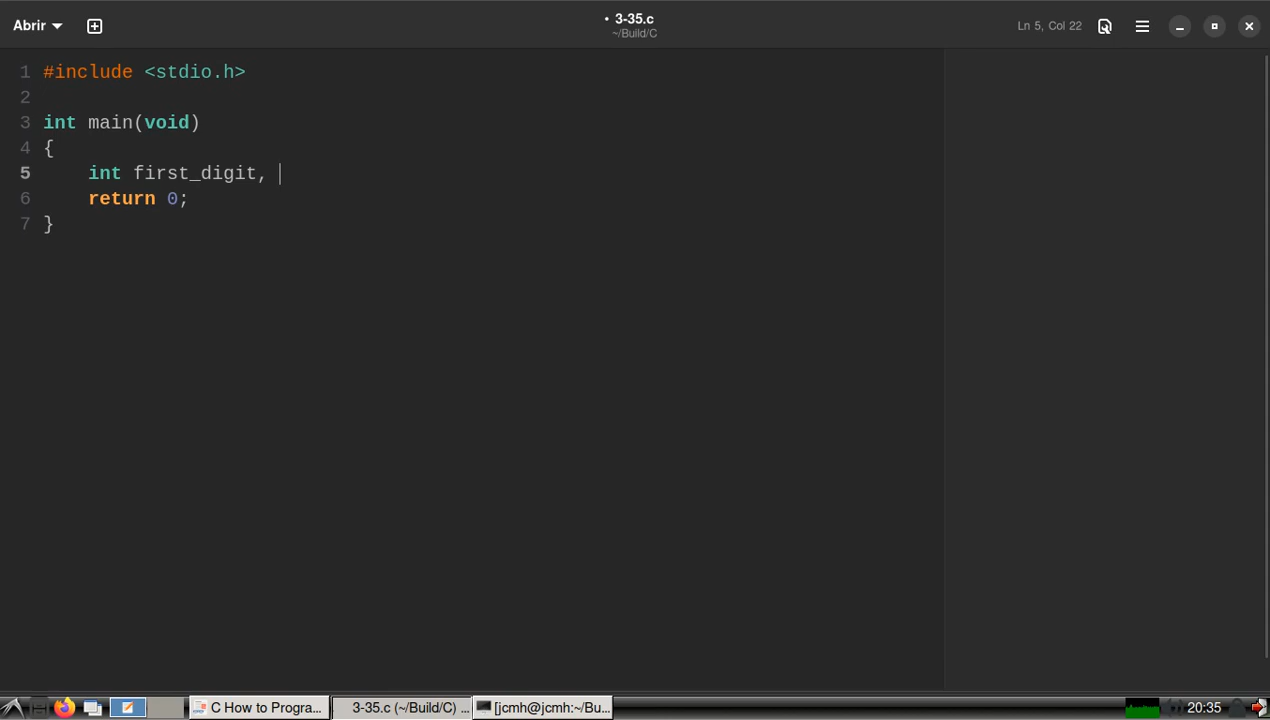 Abrir
• 3-35.c
~/Build/C
Ln 5, Col 22
1 #include <stdio.h>
2
3 int main(void)
4 {
5     int first_digit,
6     return 0;
7 }
C How to Progra...
3-35.c (~/Build/C) ...
[jcmh@jcmh:~/Bu...
20:35